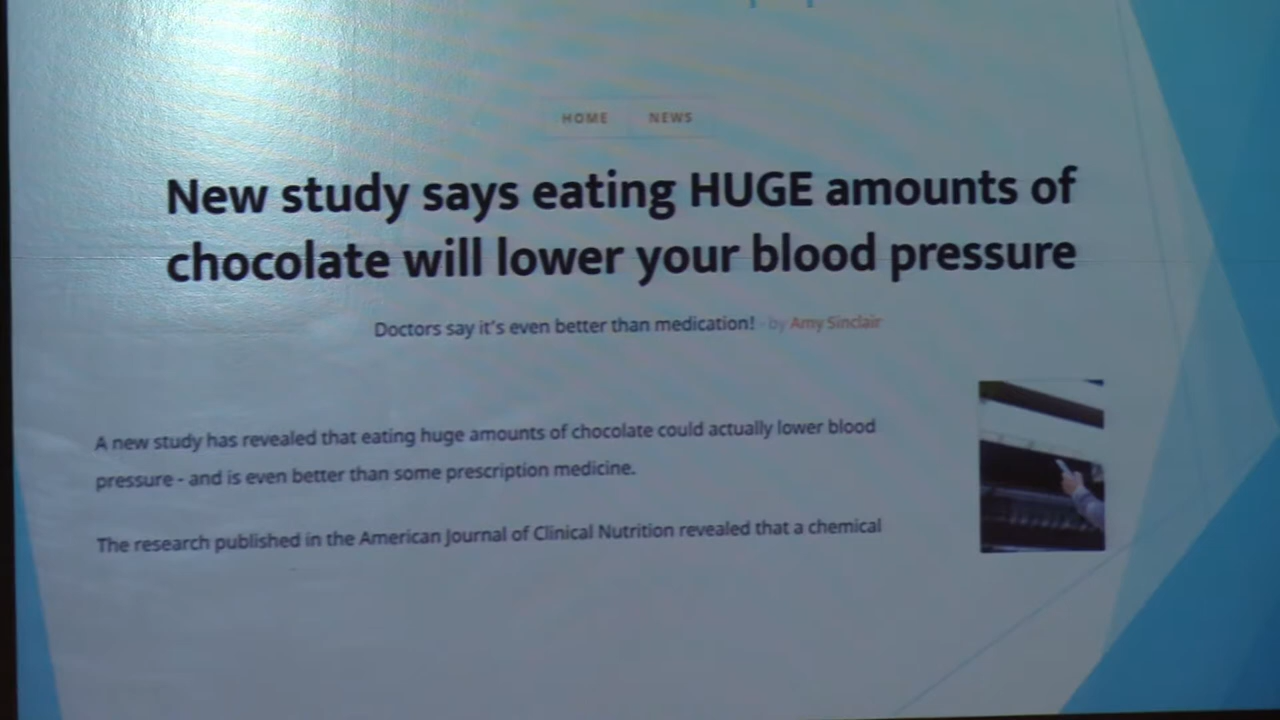 HOME NEWS
New study says eating HUGE amounts of
chocolate will lower your blood pressure
Doctors say it's even better than medication! - by Amy Sinclair
A new study has revealed that eating huge amounts of chocolate could actually lower blood
pressure - and is even better than some prescription medicine.
The research published in the American Journal of Clinical Nutrition revealed that a chemical